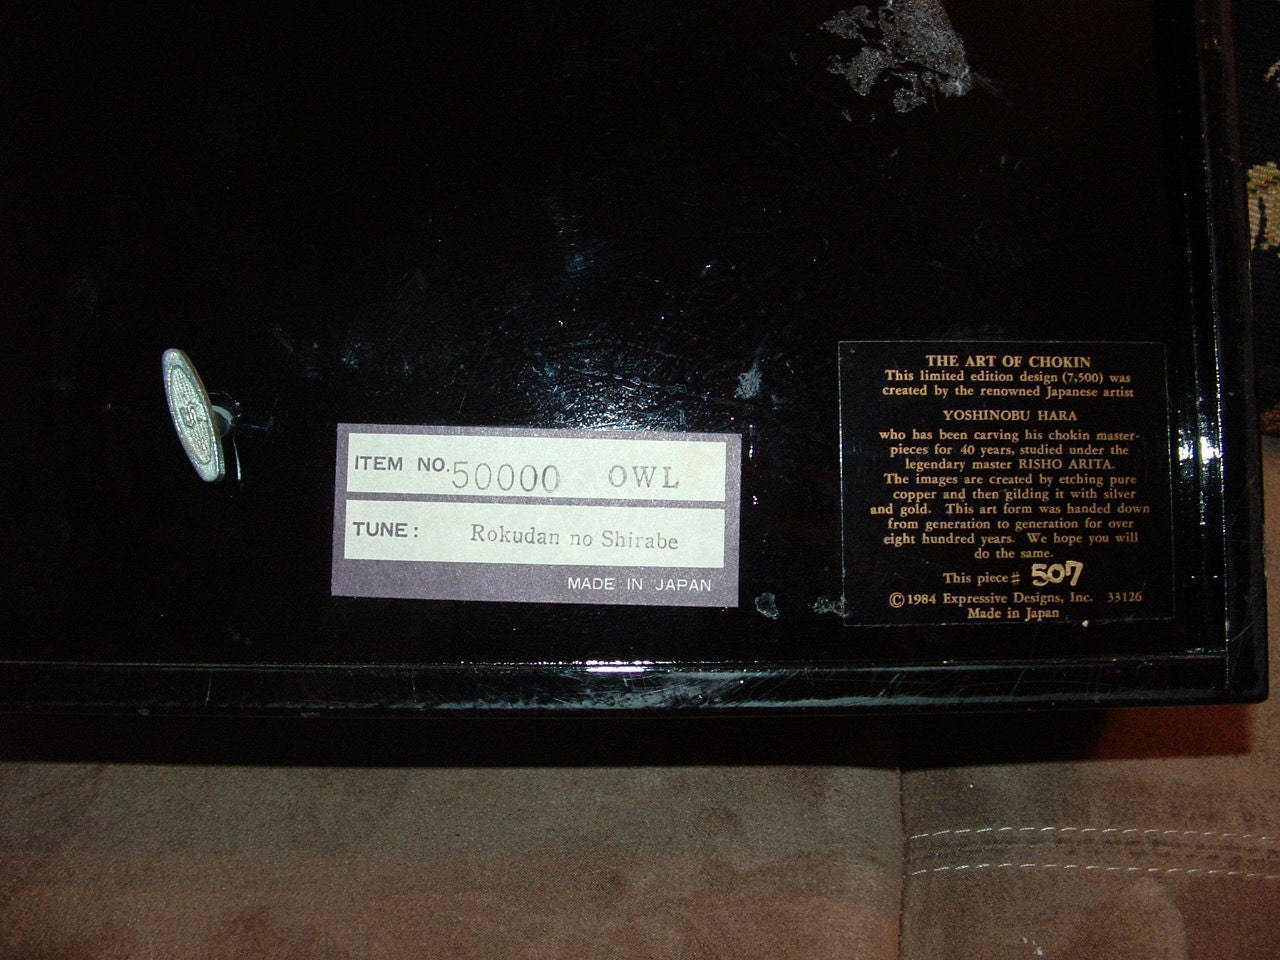 ITEM NO. 50000 OWL
TUNE: Rokudan no Shirabe
MADE IN JAPAN
THE ART OF CHOKIN
This limited edition design (7,500) was
created by the renowned Japanese artist
YOSHINOBU HARA
who has been carving his chokin master-
pieces for 40 years, studied under the
legendary master RISHO ARITA.
The images are created by etching pure
copper and then gilding it with silver
and gold. This art form was handed down
from generation to generation for over
eight hundred years. We hope you will
do the same.
This piece# 507
©1984 Expressive Designs, Inc. 33126
Made in Japan